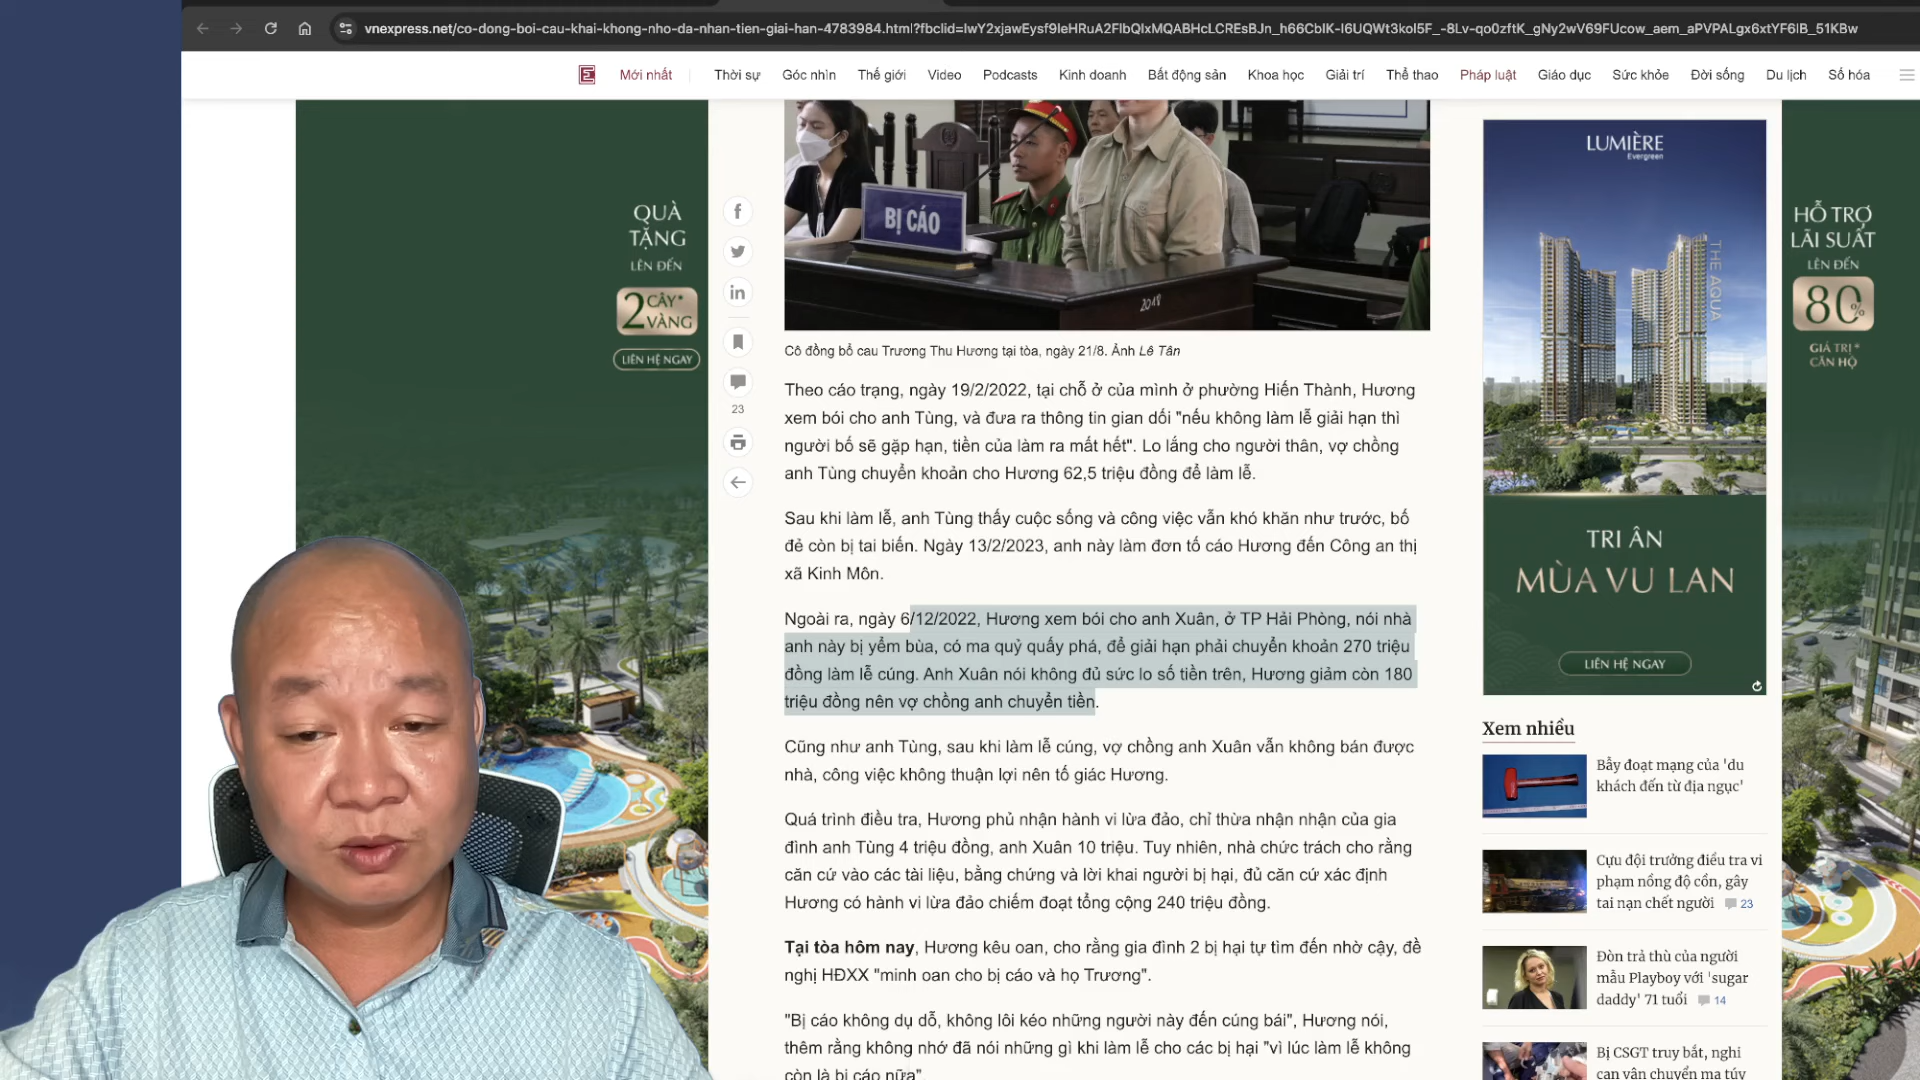 vnexpress.net/co-dong-boi-cau-khai-khong-nho-da-nhan-tien-giai-han-4783984.html?fbclid=IwY2xjawEysf9leHRuA2FlbQIxMQABHcLCREsBJn_h66CbIK-I6UQWt3kol5F_-8Lv-qo0zftK_gNy2wV69FUcow_aem_aPVPALgx6xtYF6lB_51KBw
Mới nhất Thời sự Góc nhìn Thế giới Video Podcasts Kinh doanh Bất động sản Khoa học Giải trí Thể thao Pháp luật Giáo dục Sức khỏe Đời sống Du lịch Số hóa
QUÀ
TẶNG
LÊN ĐẾN
2 CÂY*
VÀNG
LIÊN HỆ NGAY
23
BỊ CÁO
2018
Cô đồng bổ cau Trương Thu Hương tại tòa, ngày 21/8. Ảnh Lê Tân
Theo cáo trạng, ngày 19/2/2022, tại chỗ ở của mình ở phường Hiến Thành, Hương
xem bói cho anh Tùng, và đưa ra thông tin gian dối "nếu không làm lễ giải hạn thì
người bố sẽ gặp hạn, tiền của làm ra mất hết". Lo lắng cho người thân, vợ chồng
anh Tùng chuyển khoản cho Hương 62,5 triệu đồng để làm lễ.
Sau khi làm lễ, anh Tùng thấy cuộc sống và công việc vẫn khó khăn như trước, bố
đẻ còn bị tai biến. Ngày 13/2/2023, anh này làm đơn tố cáo Hương đến Công an thị
xã Kinh Môn.
Ngoài ra, ngày 6/12/2022, Hương xem bói cho anh Xuân, ở TP Hải Phòng, nói nhà
anh này bị yểm bùa, có ma quỷ quấy phá, để giải hạn phải chuyển khoản 270 triệu
đồng làm lễ cúng. Anh Xuân nói không đủ sức lo số tiền trên, Hương giảm còn 180
triệu đồng nên vợ chồng anh chuyển tiền.
Cũng như anh Tùng, sau khi làm lễ cúng, vợ chồng anh Xuân vẫn không bán được
nhà, công việc không thuận lợi nên tố giác Hương.
Quá trình điều tra, Hương phủ nhận hành vi lừa đảo, chỉ thừa nhận nhận của gia
đình anh Tùng 4 triệu đồng, anh Xuân 10 triệu. Tuy nhiên, nhà chức trách cho rằng
căn cứ vào các tài liệu, bằng chứng và lời khai người bị hại, đủ căn cứ xác định
Hương có hành vi lừa đảo chiếm đoạt tổng cộng 240 triệu đồng.
Tại tòa hôm nay, Hương kêu oan, cho rằng gia đình 2 bị hại tự tìm đến nhờ cậy, đề
nghị HĐXX "minh oan cho bị cáo và họ Trương".
"Bị cáo không dụ dỗ, không lôi kéo những người này đến cúng bái", Hương nói,
thêm rằng không nhớ đã nói những gì khi làm lễ cho các bị hại "vì lúc làm lễ không
còn là bị cáo nữa".
LUMIÈRE
Evergreen
THE AQUA
TRI ÂN
MÙA VU LAN
LIÊN HỆ NGAY
Xem nhiều
Bẫy đoạt mạng của 'du
khách đến từ địa ngục'
Cựu đội trưởng điều tra vi
phạm nồng độ cồn, gây
tai nạn chết người 23
Đòn trả thù của người
mẫu Playboy với 'sugar
daddy' 71 tuổi 14
Bị CSGT truy bắt, nghi
can vận chuyển ma túy
HỖ TRỢ
LÃI SUẤT
LÊN ĐẾN
80%
GIÁ TRỊ*
CĂN HỘ